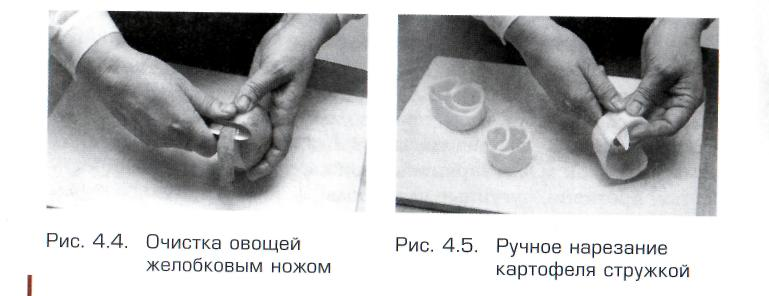 Рис. 4.4. Очистка овощей
желобковым ножом
Рис. 4.5. Ручное нарезание
картофеля стружкой